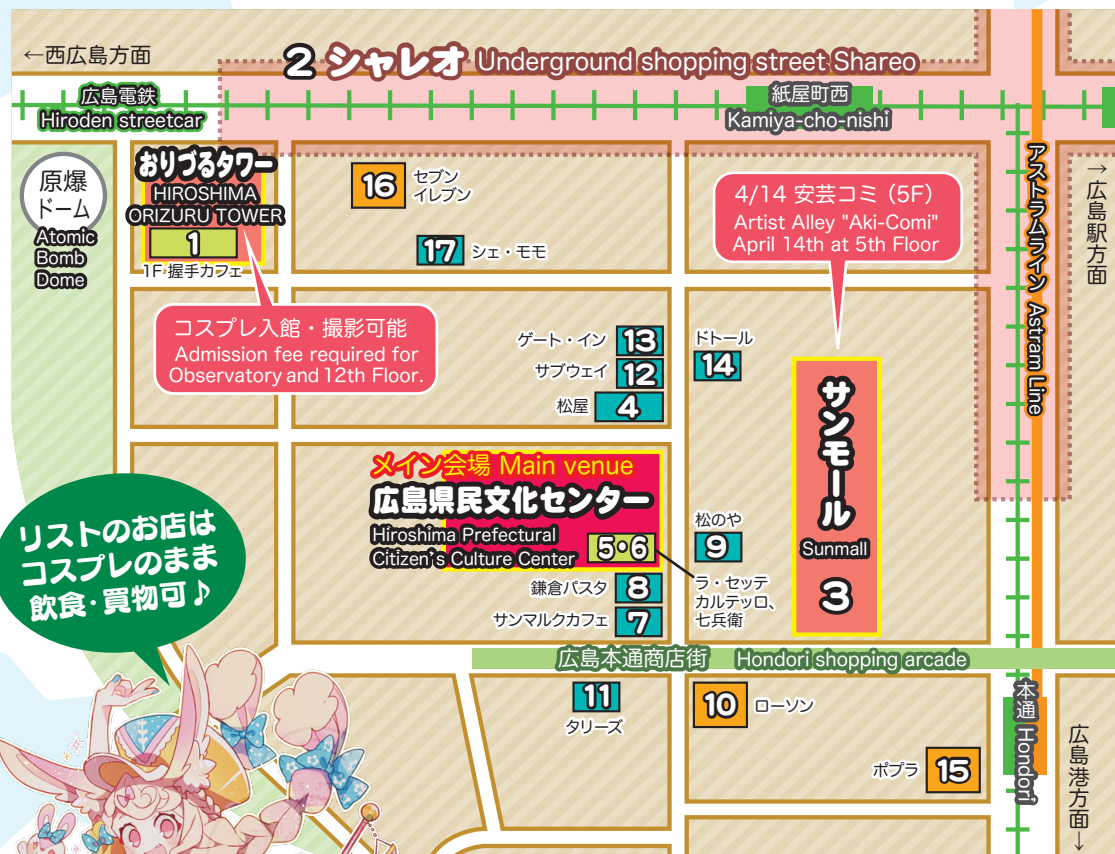 ←西広島方面
2 シャレオ Underground shopping street Shareo
広島電鉄
Hiroden streetcar
紙屋町西
Kamiya-cho-nishi
原爆
ドーム
Atomic
Bomb
Dome
おりづるタワー
HIROSHIMA
ORIZURU TOWER
1
1F 握手カフェ
16 セブン
イレブン
17 シェ・モモ
4/14 安芸コミ（5F）
Artist Alley "Aki-Comi"
April 14th at 5th Floor
アストラムライン Astram Line
→広島駅方面
コスプレ入館・撮影可能
Admission fee required for
Observatory and 12th Floor.
ゲート・イン 13
サブウェイ 12
松屋 4
ドトール
14
サンモール
Sunmall
3
メイン会場 Main venue
広島県民文化センター
Hiroshima Prefectural
Citizen's Culture Center
5・6
松のや
9
ラ・セッテ
カルテッロ、
七兵衛
鎌倉パスタ 8
サンマルクカフェ 7
リストのお店は
コスプレのまま
飲食・買物可♪
広島本通商店街 Hondori shopping arcade
11
タリーズ
10 ローソン
ポプラ 15
本通 Hondori
広島港方面→